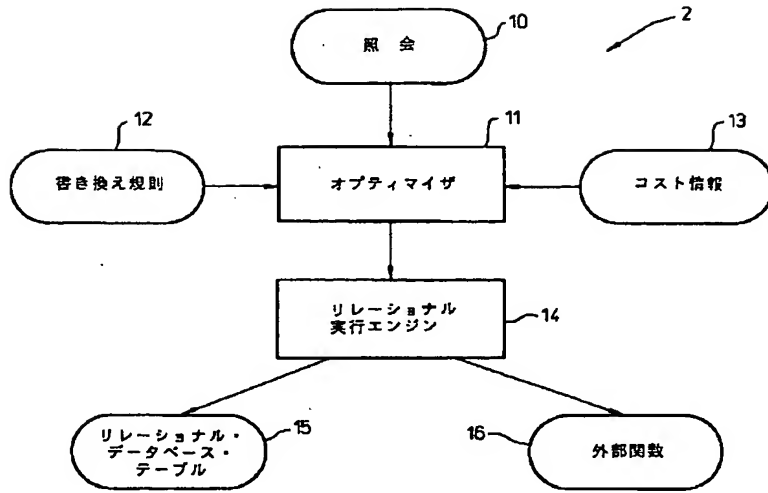 10
2
照 会
12
11
13
書き換え規則
オプティマイザ
コスト情報
リレーショナル
実行エンジン
14
15
リレーショナル・
データベース・
テーブル
16
外部関数